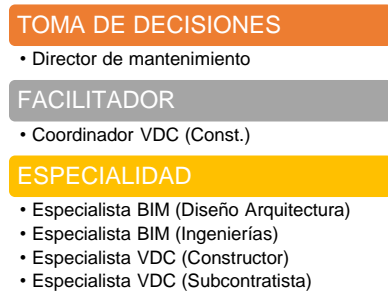 TOMA DE DECISIONES
• Director de mantenimiento
FACILITADOR
• Coordinador VDC (Const.)
ESPECIALIDAD
• Especialista BIM (Diseño Arquitectura)
• Especialista BIM (Ingenierías)
• Especialista VDC (Constructor)
• Especialista VDC (Subcontratista)